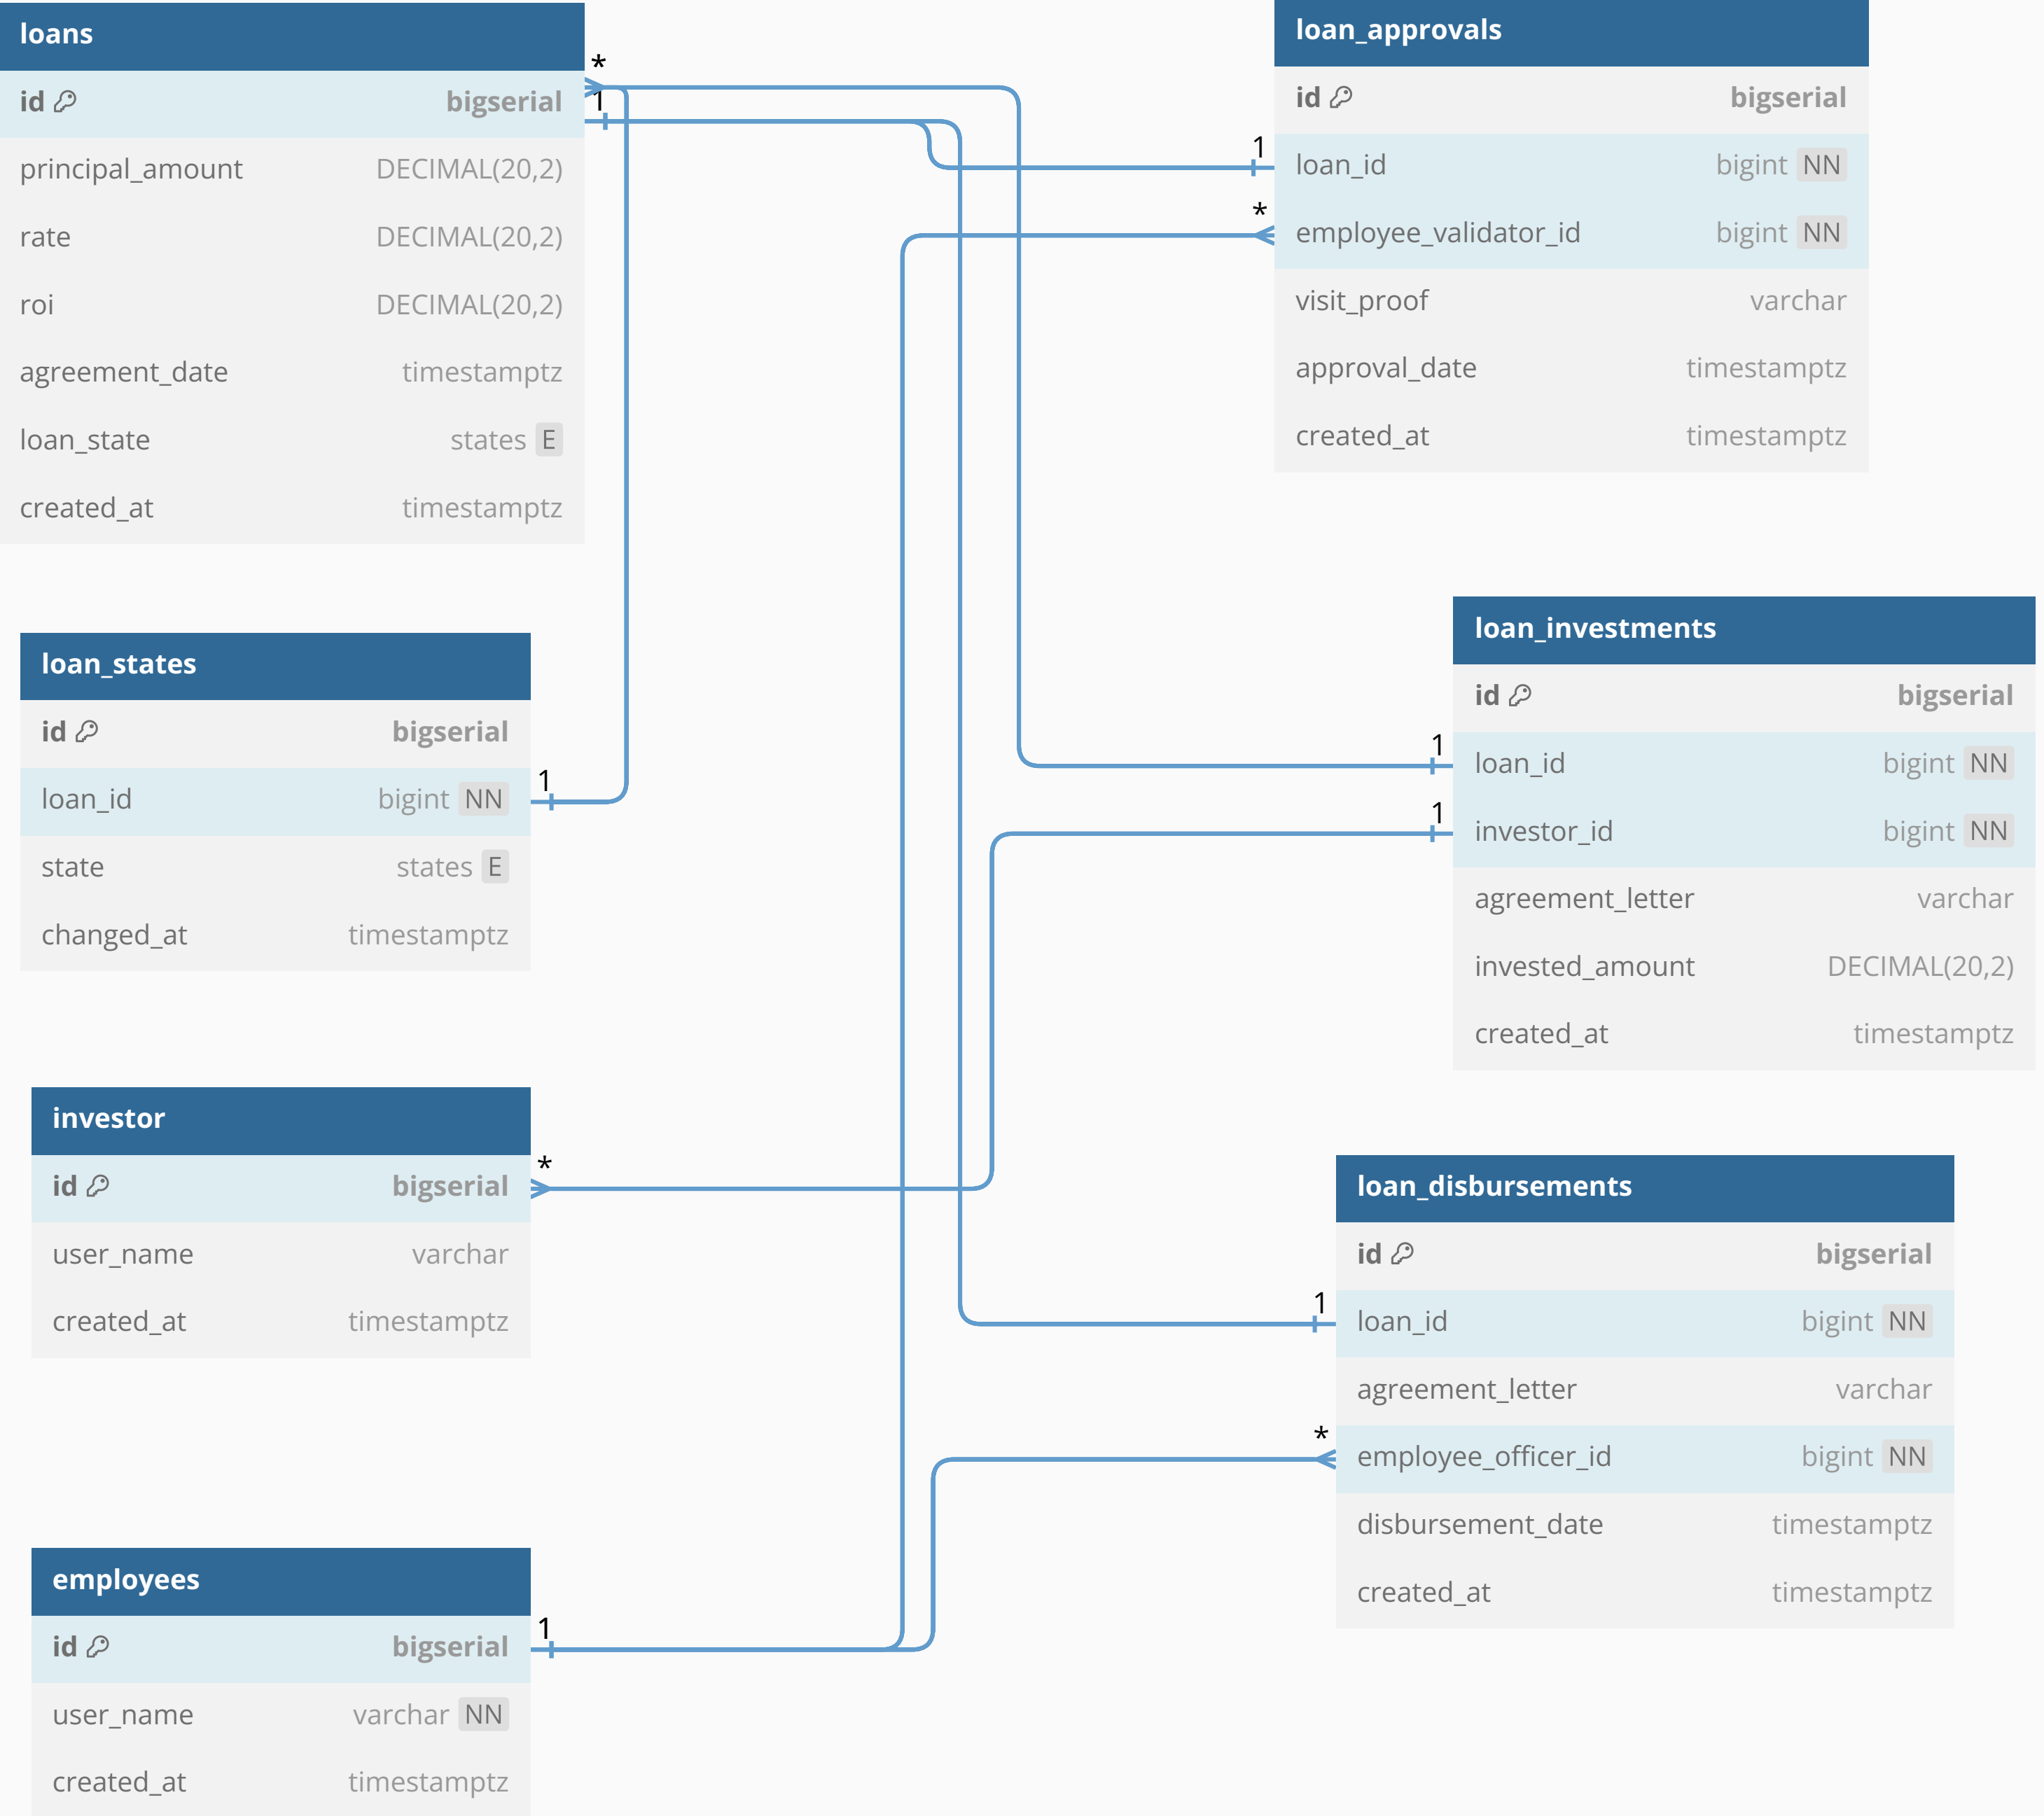 loans
id bigserial
principal_amount DECIMAL(20,2)
rate DECIMAL(20,2)
roi DECIMAL(20,2)
agreement_date timestamptz
loan_state states E
created_at timestamptz
*
1
loan_approvals
id bigserial
1
loan_id bigint NN
*
employee_validator_id bigint NN
visit_proof varchar
approval_date timestamptz
created_at timestamptz
loan_states
id bigserial
loan_id bigint NN
1
state states E
changed_at timestamptz
loan_investments
id bigserial
1
loan_id bigint NN
1
investor_id bigint NN
agreement_letter varchar
invested_amount DECIMAL(20,2)
created_at timestamptz
investor
id bigserial
*
user_name varchar
created_at timestamptz
loan_disbursements
id bigserial
1
loan_id bigint NN
agreement_letter varchar
*
employee_officer_id bigint NN
disbursement_date timestamptz
created_at timestamptz
employees
id bigserial
1
user_name varchar NN
created_at timestamptz